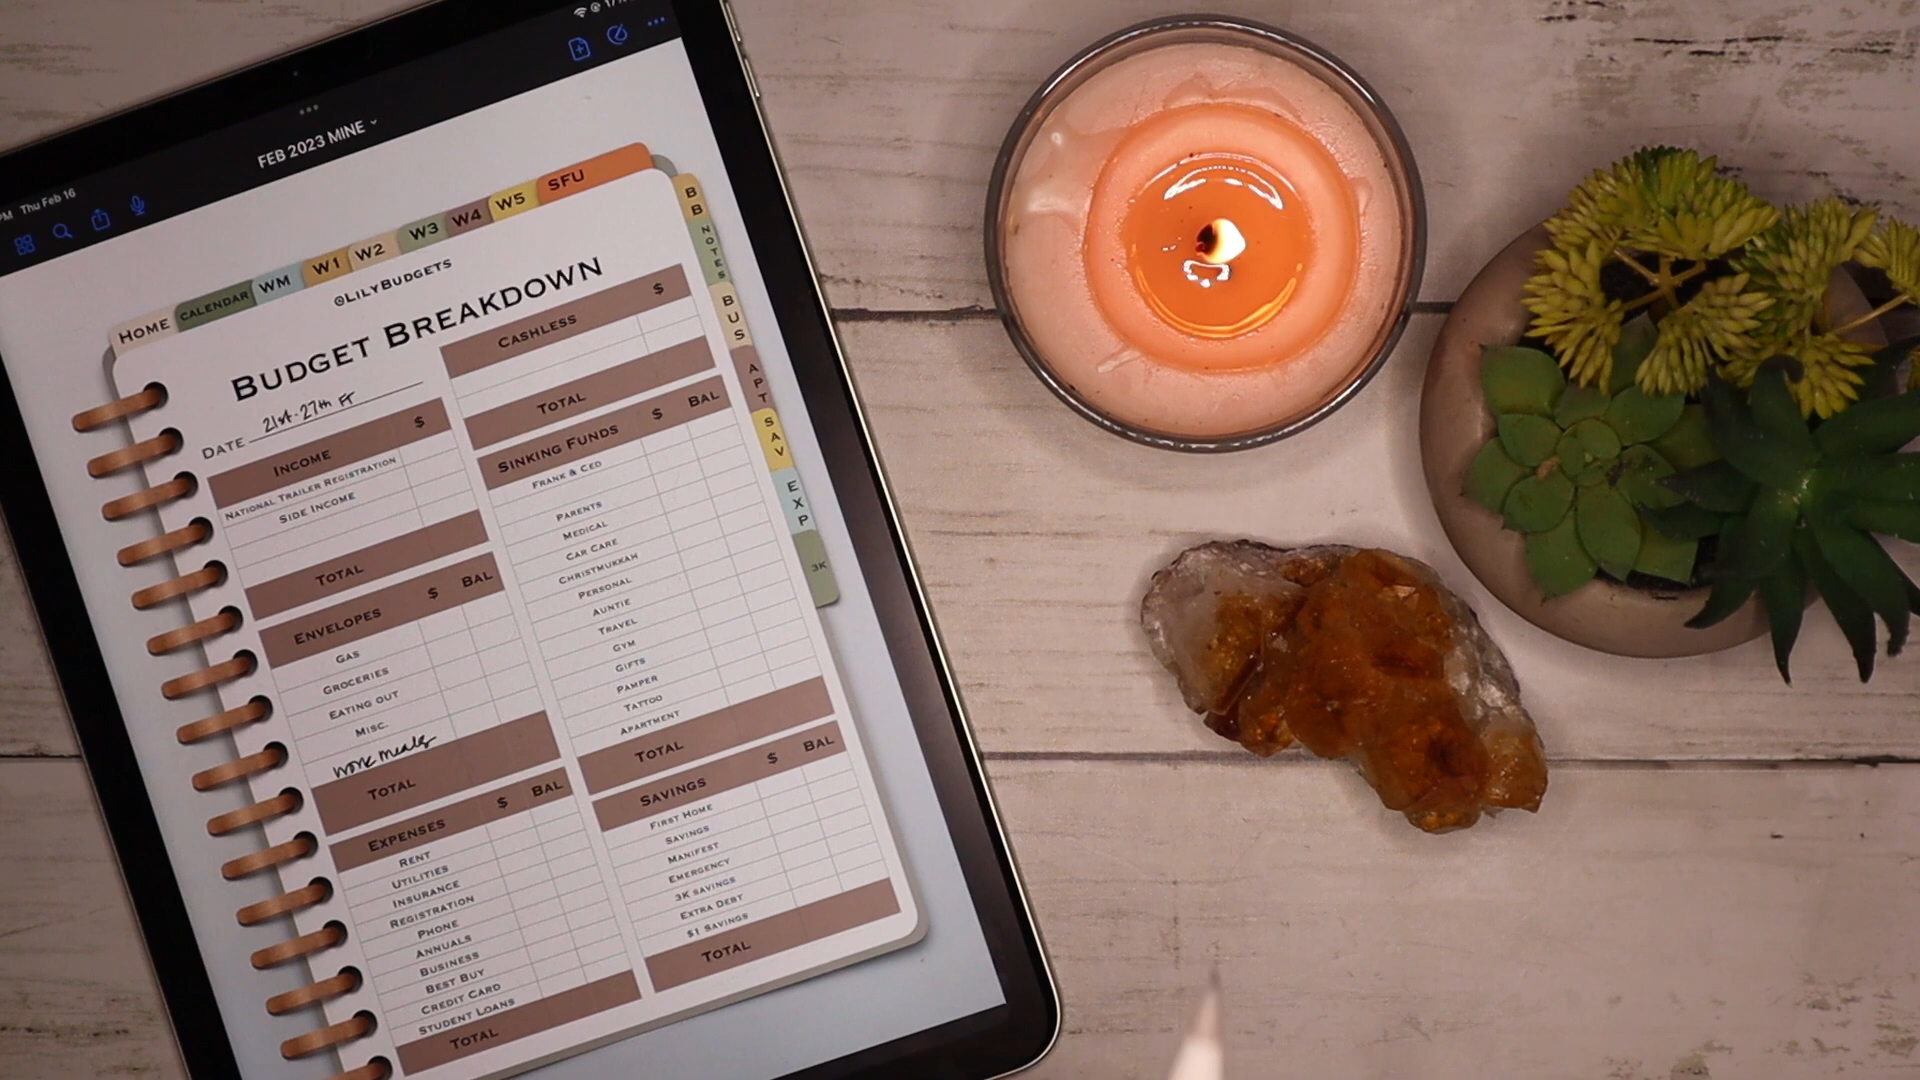 PM Thu Feb 16
FEB 2023 MINE
HOME
CALENDAR
WM
W1
W2
W3
W4
W5
SFU
BB
NOTES
BUS
APT
SAV
EXP
3K
@LILYBUDGETS
BUDGET BREAKDOWN
DATE 21st-27th FT
INCOME $
NATIONAL TRAILER REGISTRATION
SIDE INCOME
TOTAL
ENVELOPES $ BAL
GAS
GROCERIES
EATING OUT
MISC.
work meals
TOTAL
EXPENSES $ BAL
RENT
UTILITIES
INSURANCE
REGISTRATION
PHONE
ANNUALS
BUSINESS
BEST BUY
CREDIT CARD
STUDENT LOANS
TOTAL
CASHLESS $
TOTAL
SINKING FUNDS $ BAL
FRANK & CED
PARENTS
MEDICAL
CAR CARE
CHRISTMUKKAH
PERSONAL
AUNTIE
TRAVEL
GYM
GIFTS
PAMPER
TATTOO
APARTMENT
TOTAL
SAVINGS $ BAL
FIRST HOME
SAVINGS
MANIFEST
EMERGENCY
3K SAVINGS
EXTRA DEBT
$1 SAVINGS
TOTAL